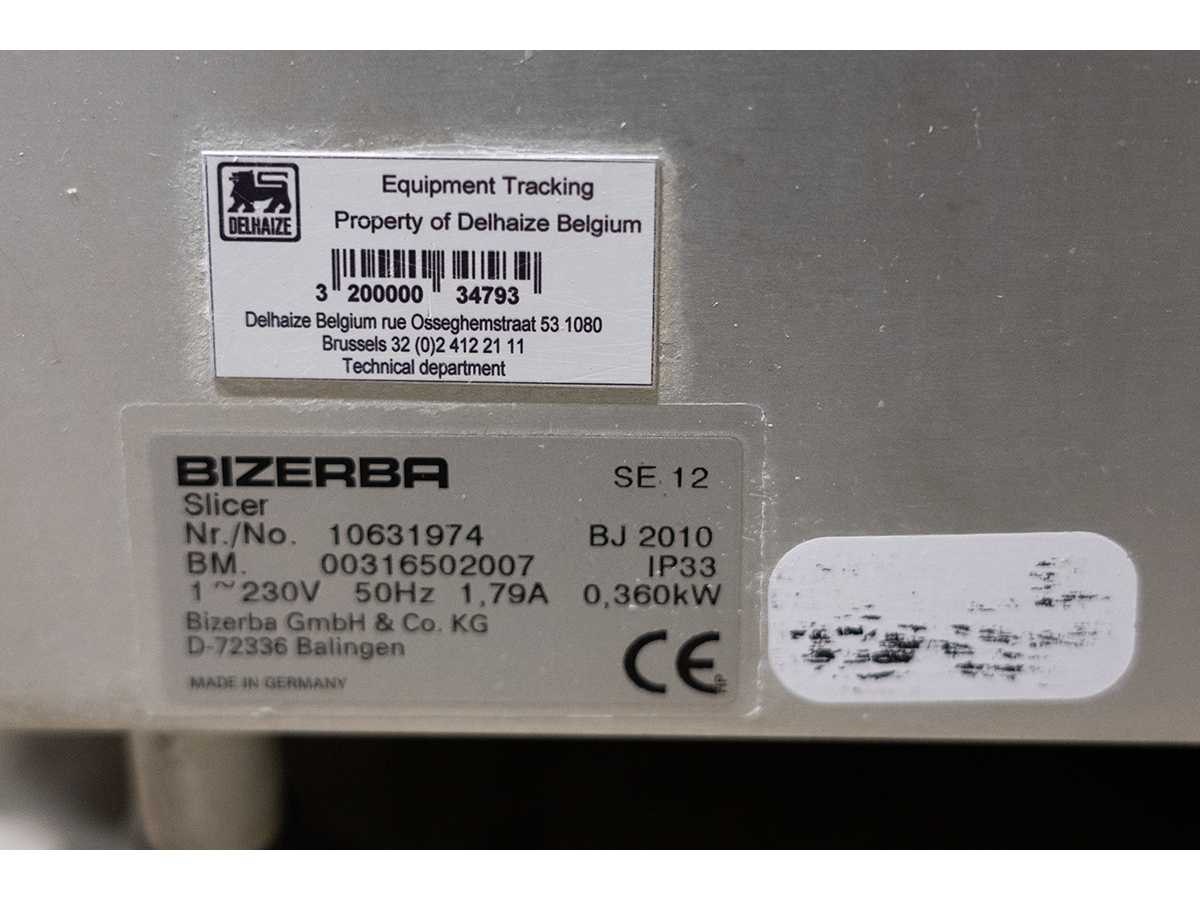 DELHAIZE
Equipment Tracking
Property of Delhaize Belgium
3 200000 34793
Delhaize Belgium rue Osseghemstraat 53 1080
Brussels 32 (0)2 412 21 11
Technical department
BIZERBA SE 12
Slicer
Nr./No. 10631974 BJ 2010
BM. 00316502007 IP33
1 ~ 230V 50Hz 1,79A 0,360kW
Bizerba GmbH & Co. KG
D-72336 Balingen
CE
MADE IN GERMANY